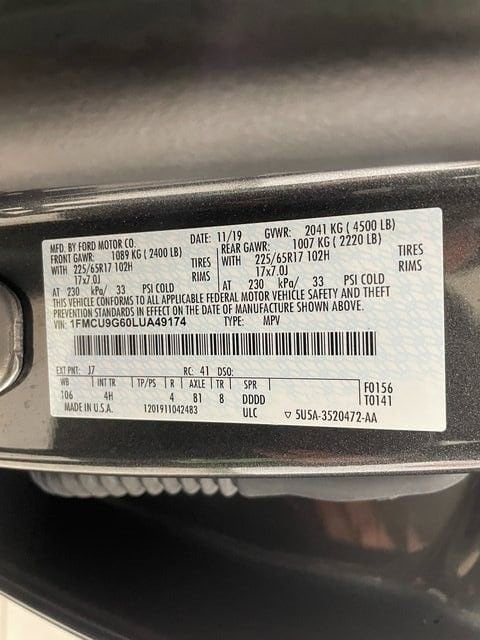 MFD. BY FORD MOTOR CO. DATE: 11/19 GVWR: 2041 KG ( 4500 LB)
FRONT GAWR: 1089 KG ( 2400 LB) REAR GAWR: 1007 KG ( 2220 LB)
WITH 225/65R17 102H TIRES WITH 225/65R17 102H TIRES
17x7.0J RIMS 17x7.0J RIMS
AT 230 kPa/ 33 PSI COLD AT 230 kPa/ 33 PSI COLD
THIS VEHICLE CONFORMS TO ALL APPLICABLE FEDERAL MOTOR VEHICLE SAFETY AND THEFT
PREVENTION STANDARDS IN EFFECT ON THE DATE OF MANUFACTURE SHOWN ABOVE.
VIN: 1FMCU9G60LUA49174 TYPE: MPV
EXT PNT: J7 RC: 41 DSO:
WB INT TR TP/PS R AXLE TR SPR F0156
106 4H 4 81 8 DDDD T0141
MADE IN U.S.A. 1201911042483 ULC ▽ 5U5A-3520472-AA